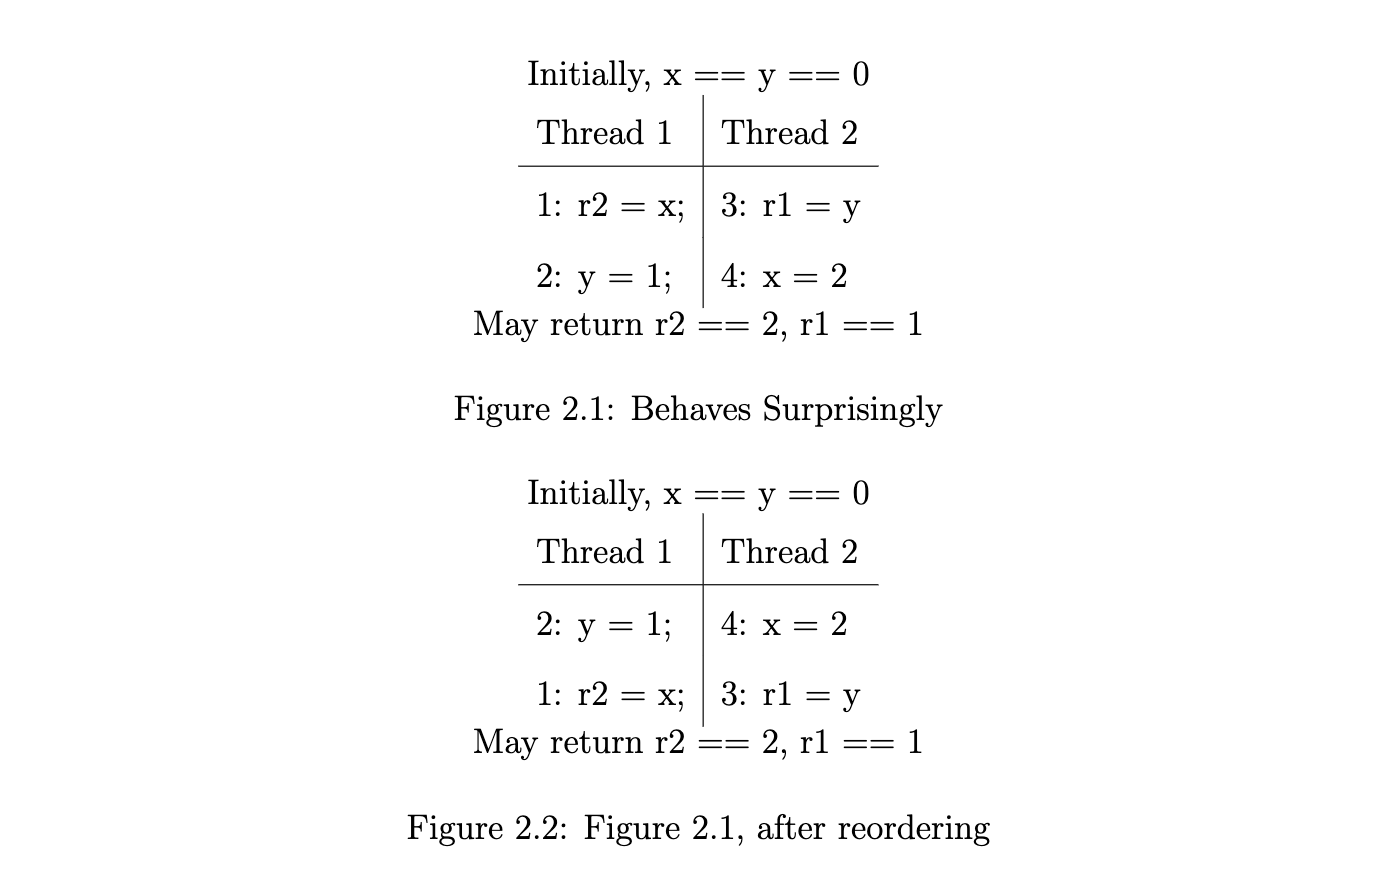 Initially, x == y == 0
Thread 1 Thread 2
1: r2 = x; 3: r1 = y
2: y = 1; 4: x = 2
May return r2 == 2, r1 == 1
Figure 2.1: Behaves Surprisingly
Initially, x == y == 0
Thread 1 Thread 2
2: y = 1; 4: x = 2
1: r2 = x; 3: r1 = y
May return r2 == 2, r1 == 1
Figure 2.2: Figure 2.1, after reordering